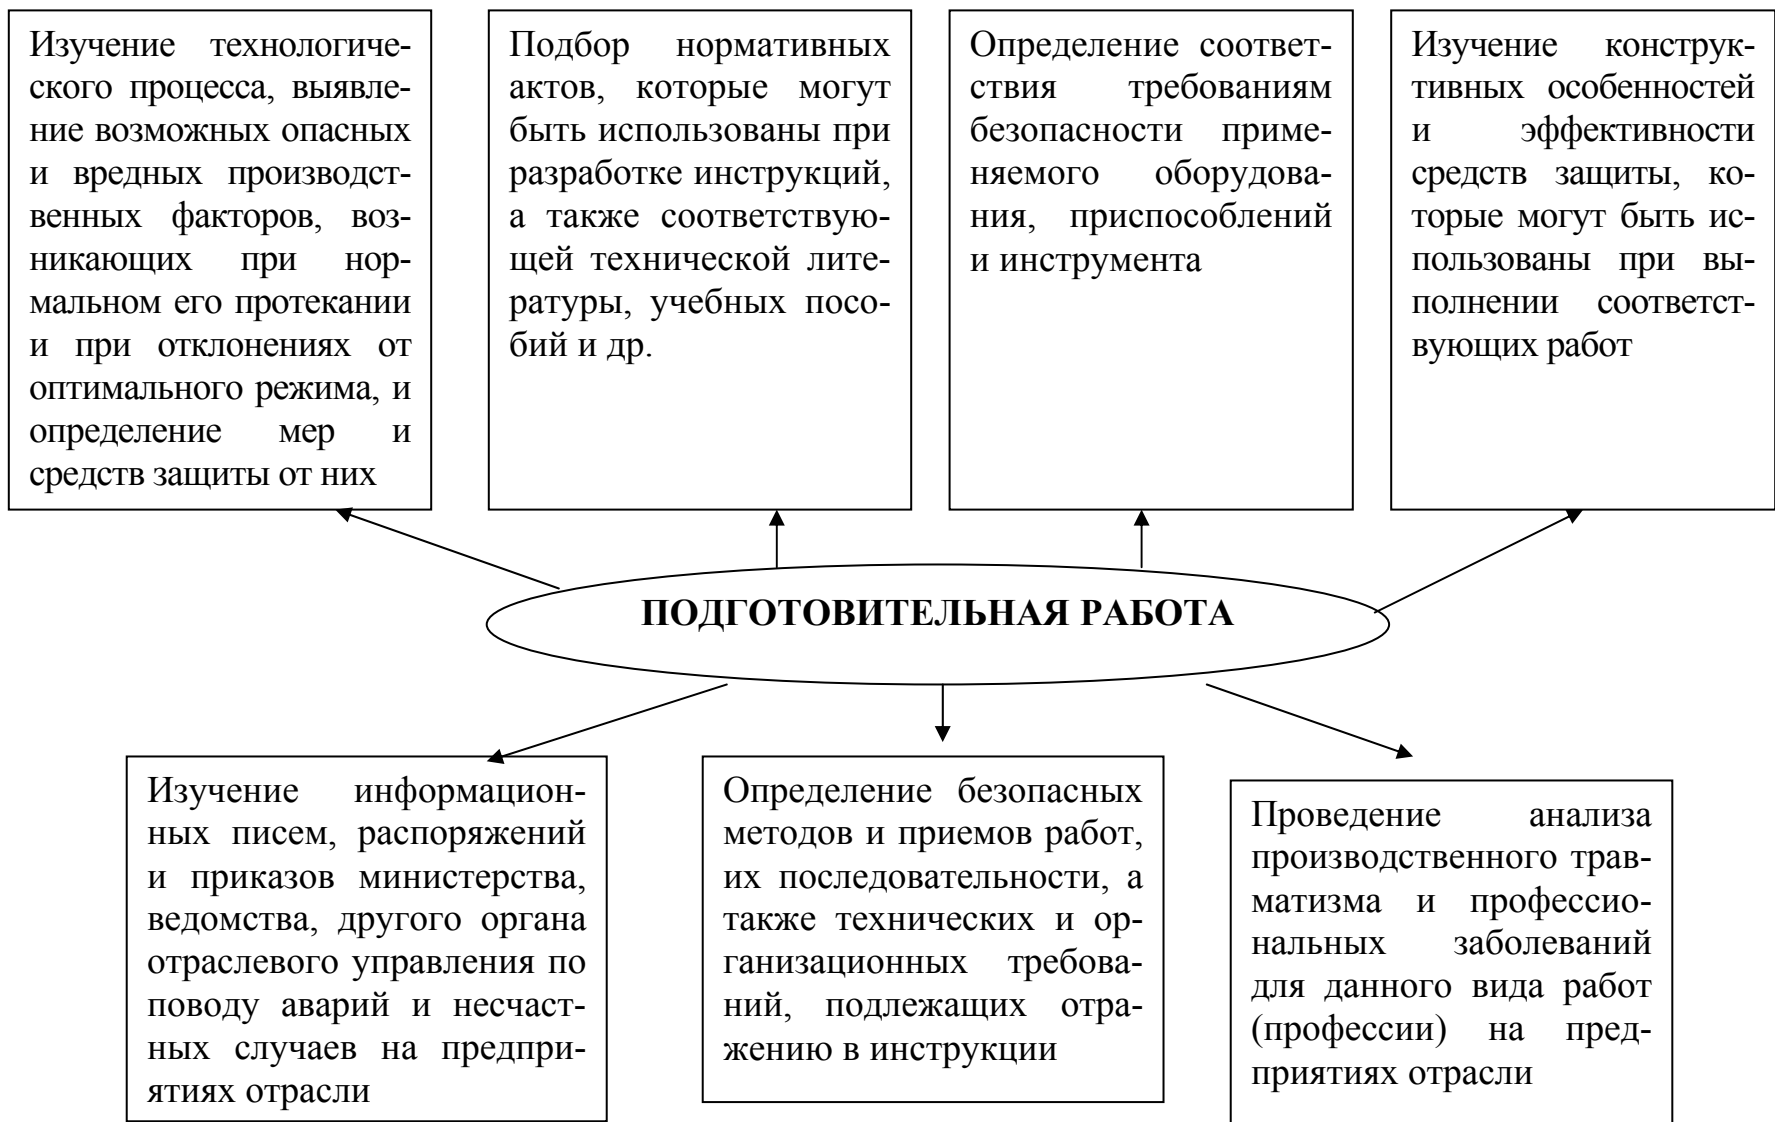 Изучение технологиче-
ского процесса, выявле-
ние возможных опасных
и вредных производст-
венных факторов, воз-
никающих при нор-
мальном его протекании
и при отклонениях от
оптимального режима, и
определение мер и
средств защиты от них
Подбор нормативных
актов, которые могут
быть использованы при
разработке инструкций,
а также соответствую-
щей технической лите-
ратуры, учебных посо-
бий и др.
Определение соответ-
ствия требованиям
безопасности приме-
няемого оборудова-
ния, приспособлений
и инструмента
Изучение конструк-
тивных особенностей
и эффективности
средств защиты, ко-
торые могут быть ис-
пользованы при вы-
полнении соответст-
вующих работ
ПОДГОТОВИТЕЛЬНАЯ РАБОТА
Изучение информацион-
ных писем, распоряжений
и приказов министерства,
ведомства, другого органа
отраслевого управления по
поводу аварий и несчаст-
ных случаев на предпри-
ятиях отрасли
Определение безопасных
методов и приемов работ,
их последовательности, а
также технических и ор-
ганизационных требова-
ний, подлежащих отра-
жению в инструкции
Проведение анализа
производственного трав-
матизма и профессио-
нальных заболеваний
для данного вида работ
(профессии) на пред-
приятиях отрасли